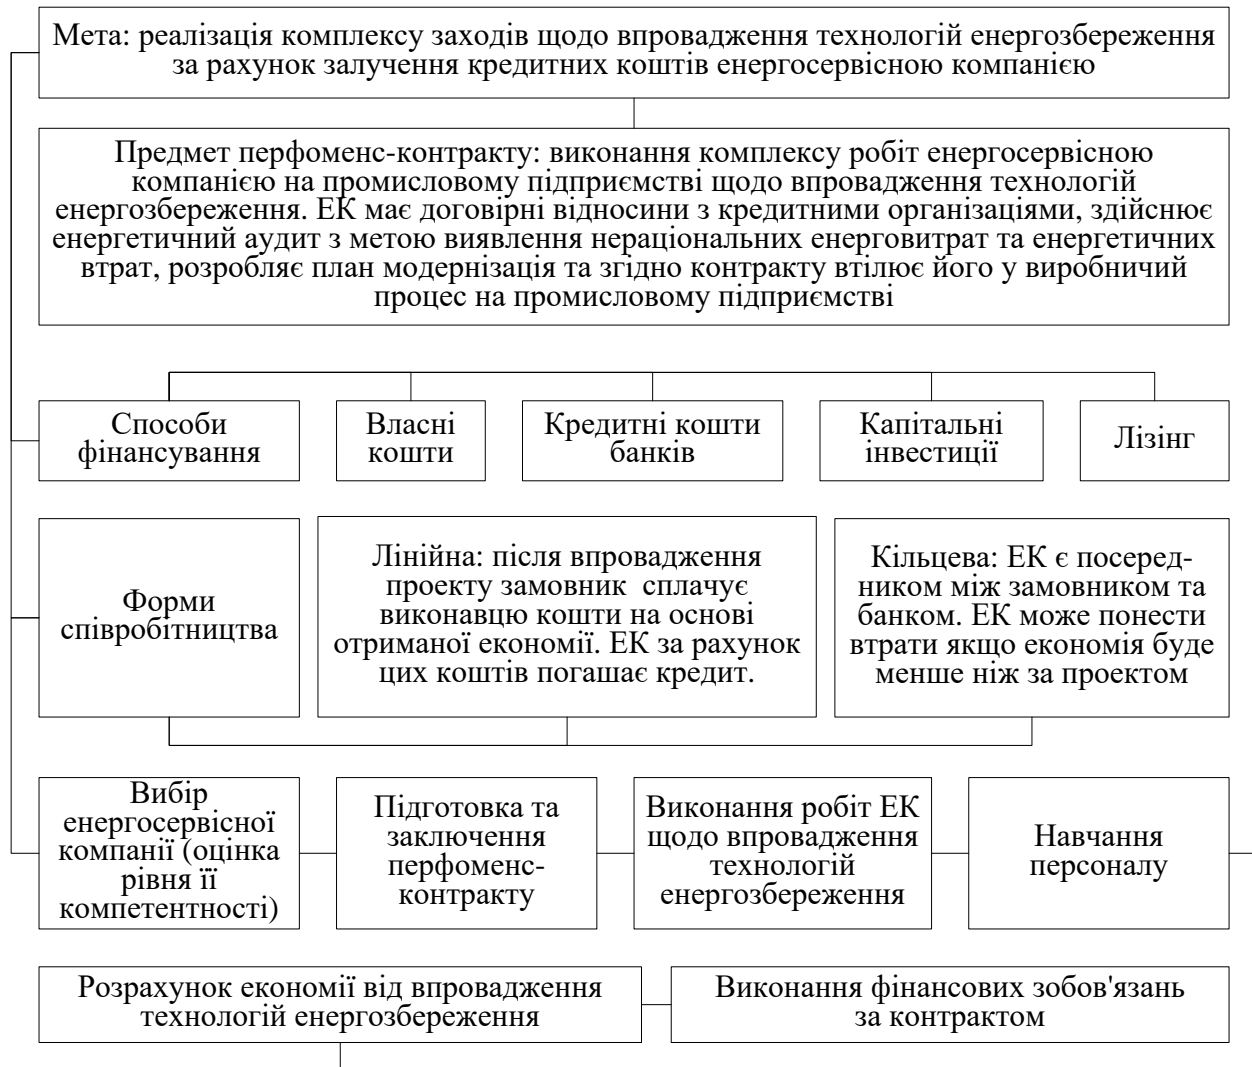 Мета: реалізація комплексу заходів щодо впровадження технологій енергозбереження
за рахунок залучення кредитних коштів енергосервісною компанією
Предмет перфоменс-контракту: виконання комплексу робіт енергосервісною
компанією на промисловому підприємстві щодо впровадження технологій
енергозбереження. ЕК має договірні відносини з кредитними організаціями, здійснює
енергетичний аудит з метою виявлення нераціональних енерговитрат та енергетичних
втрат, розробляє план модернізація та згідно контракту втілює його у виробничий
процес на промисловому підприємстві
Способи
фінансування
Власні
кошти
Кредитні кошти
банків
Капітальні
інвестиції
Лізінг
Форми
співробітництва
Лінійна: після впровадження
проекту замовник сплачує
виконавцю кошти на основі
отриманої економії. ЕК за рахунок
цих коштів погашає кредит.
Кільцева: ЕК є посеред-
ником між замовником та
банком. ЕК може понести
втрати якщо економія буде
менше ніж за проектом
Вибір
енергосервісної
компанії (оцінка
рівня її
компетентності)
Підготовка та
заключення
перфоменс-
контракту
Виконання робіт ЕК
щодо впровадження
технологій
енергозбереження
Навчання
персоналу
Розрахунок економії від впровадження
технологій енергозбереження
Виконання фінансових зобов'язань
за контрактом